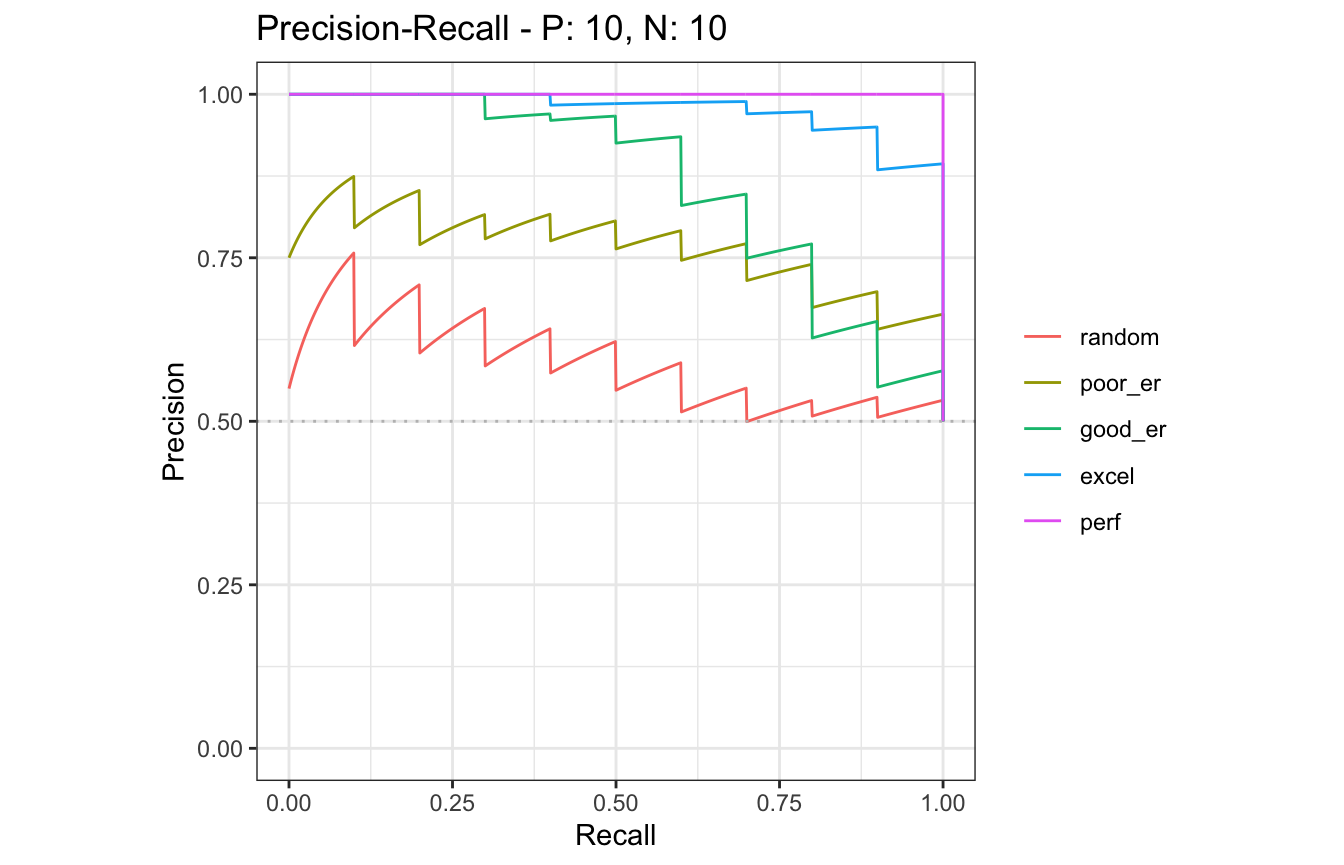 Precision-Recall - P: 10, N: 10
Precision
1.00
0.75
0.50
0.25
0.00
0.00 0.25 0.50 0.75 1.00
Recall
random
poor_er
good_er
excel
perf